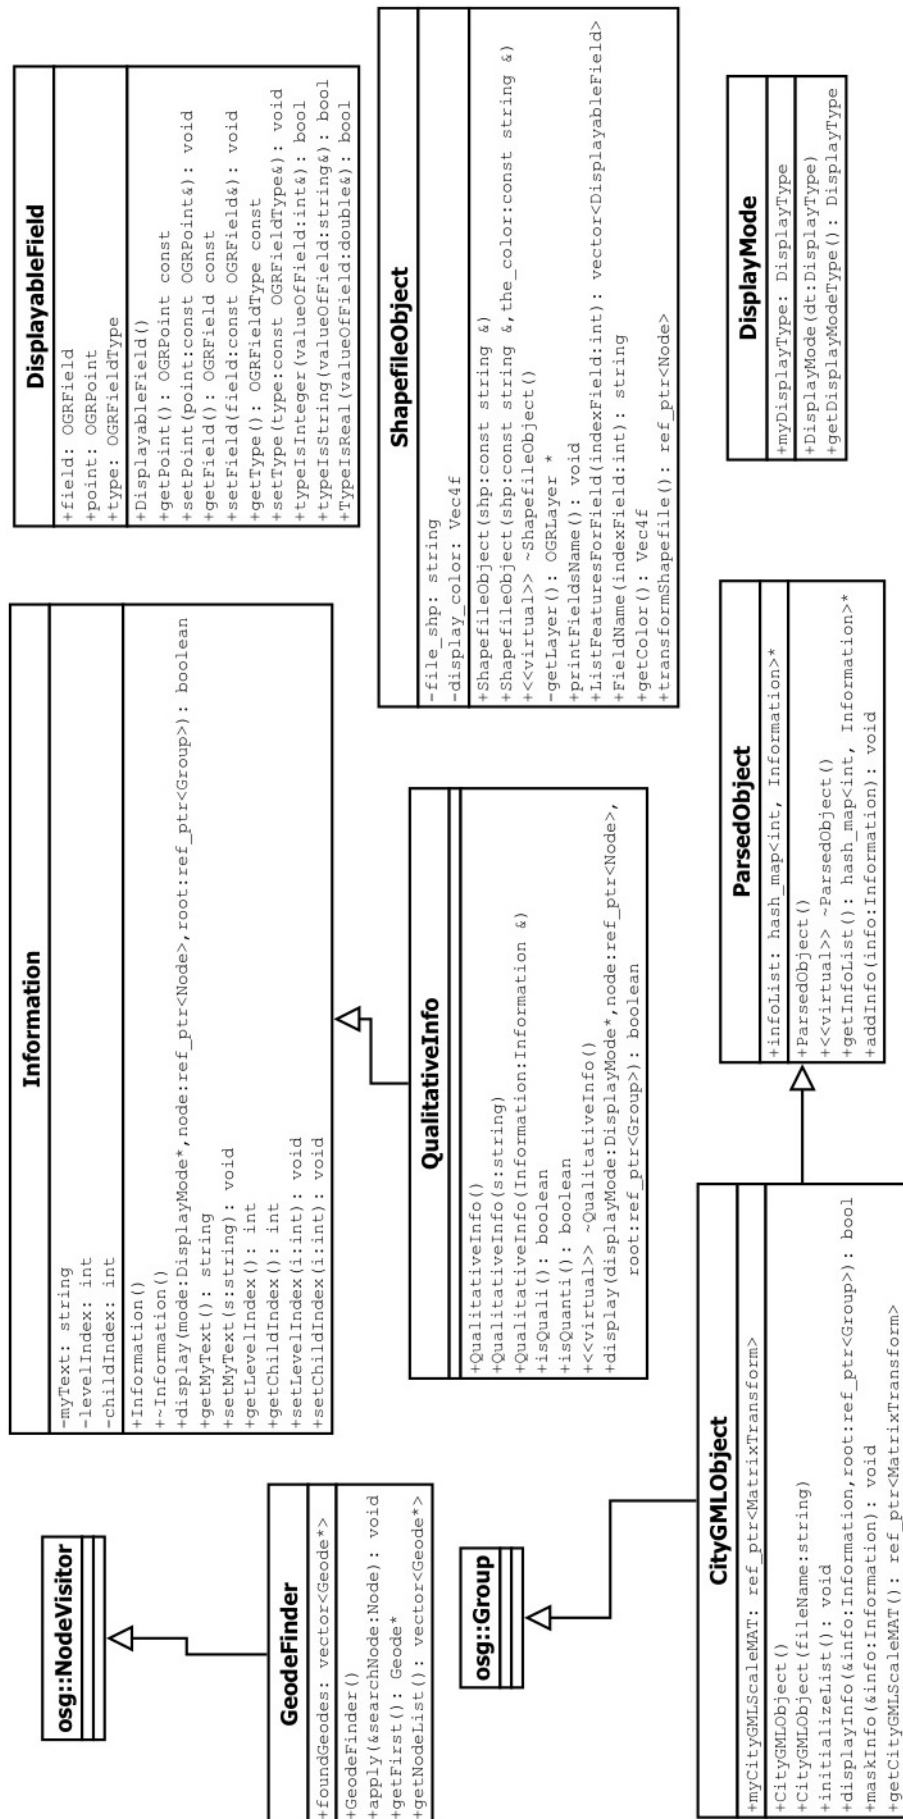 osg::NodeVisitor
GeodeFinder
+foundGeodes: vector<Geode*>
+GeodeFinder()
+apply(&searchNode:Node): void
+getFirst(): Geode*
+getNodeList(): vector<Geode*>
Information
-myText: string
-levelIndex: int
-childIndex: int
+Information()
+~Information()
+display(mode:DisplayMode*,node:ref_ptr<Node>,root:ref_ptr<Group>): boolean
+getMyText(): string
+setMyText(s:string): void
+getLevelIndex(): int
+getChildIndex(): int
+setLevelIndex(i:int): void
+setChildIndex(i:int): void
DisplayableField
+field: OGRField
+point: OGRPoint
+type: OGRFieldType
+DisplayableField()
+getPoint(): OGRPoint const
+setPoint(point:const OGRPoint&): void
+getField(): OGRField const
+setField(field:const OGRField&): void
+getType(): OGRFieldType const
+setType(type:const OGRFieldType&): void
+typeIsInteger(valueOfField:int&): bool
+typeIsString(valueOfField:string&): bool
+TypeIsReal(valueOfField:double&): bool
osg::Group
QualitativeInfo
+QualitativeInfo()
+QualitativeInfo(s:string)
+QualitativeInfo(Information:Information &)
+isQuali(): boolean
+isQuanti(): boolean
+<<virtual>> ~QualitativeInfo()
+display(displayMode:DisplayMode*,node:ref_ptr<Node>,
root:ref_ptr<Group>): boolean
ShapefileObject
-file_shp: string
-display_color: Vec4f
+ShapefileObject(shp:const string &)
+ShapefileObject(shp:const string &,the_color:const string &)
+<<virtual>> ~ShapefileObject()
-getLayer(): OGRLayer *
+printFieldsName(): void
+ListFeaturesForField(indexField:int): vector<DisplayableField>
+FieldName(indexField:int): string
+getColor(): Vec4f
+transformShapefile(): ref_ptr<Node>
CityGMLObject
+myCityGMLScaleMAT: ref_ptr<MatrixTransform>
+CityGMLObject()
+CityGMLObject(fileName:string)
+initializeList(): void
+displayInfo(&info:Information,root:ref_ptr<Group>): bool
+maskInfo(&info:Information): void
+getCityGMLScaleMAT(): ref_ptr<MatrixTransform>
ParsedObject
+infoList: hash_map<int, Information>*
+ParsedObject()
+<<virtual>> ~ParsedObject()
+getInfoList(): hash_map<int, Information>*
+addInfo(info:Information): void
DisplayMode
+myDisplayType: DisplayType
+DisplayMode(dt:DisplayType)
+getDisplayModeType(): DisplayType